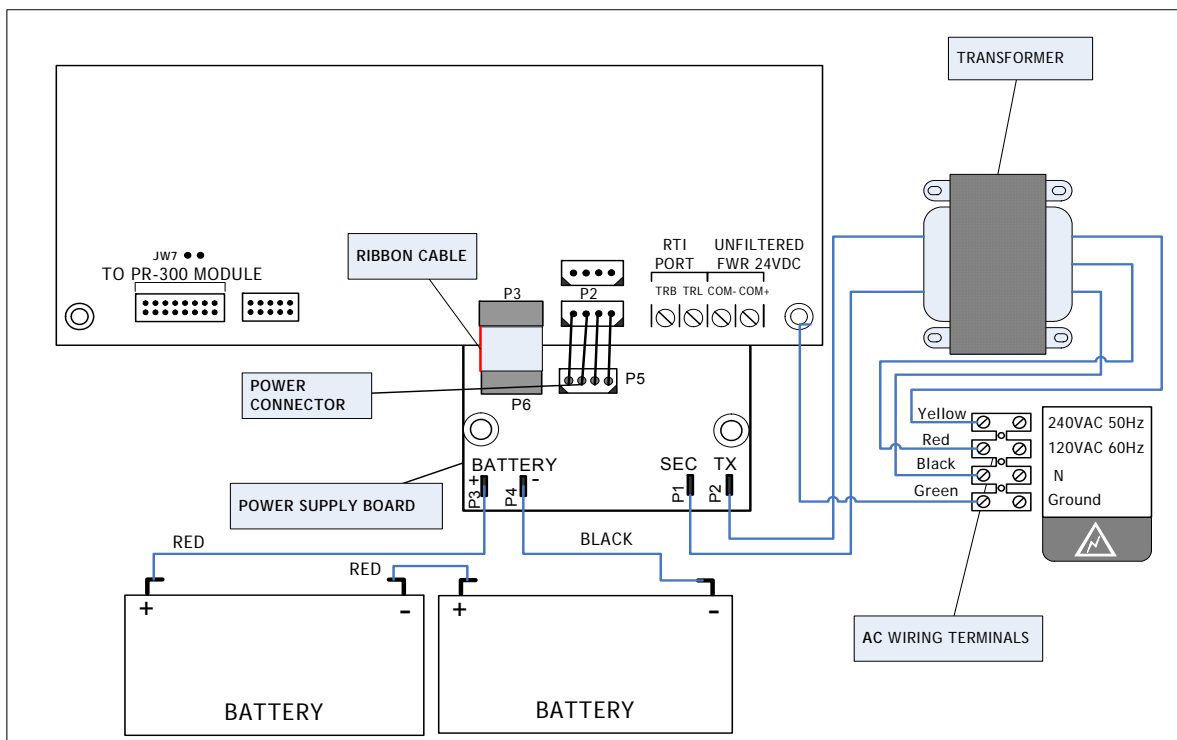 TRANSFORMER
JW7
TO PR-300 MODULE
RIBBON CABLE
P3
P2
RTI
PORT
UNFILTERED
FWR 24VDC
TRB TRL COM- COM+
POWER
CONNECTOR
P5
P6
POWER SUPPLY BOARD
BATTERY
+ -
P3 P4
SEC TX
P1 P2
Yellow
Red
Black
Green
240VAC 50Hz
120VAC 60Hz
N
Ground
RED
RED
BLACK
+ -
BATTERY
+ -
BATTERY
AC WIRING TERMINALS